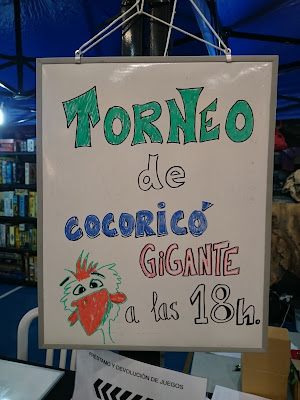 TORNEO
de
COCORICÓ
GiGANTE
a las 18h.
PRÉSTAMO Y DEVOLUCIÓN DE JUEGOS